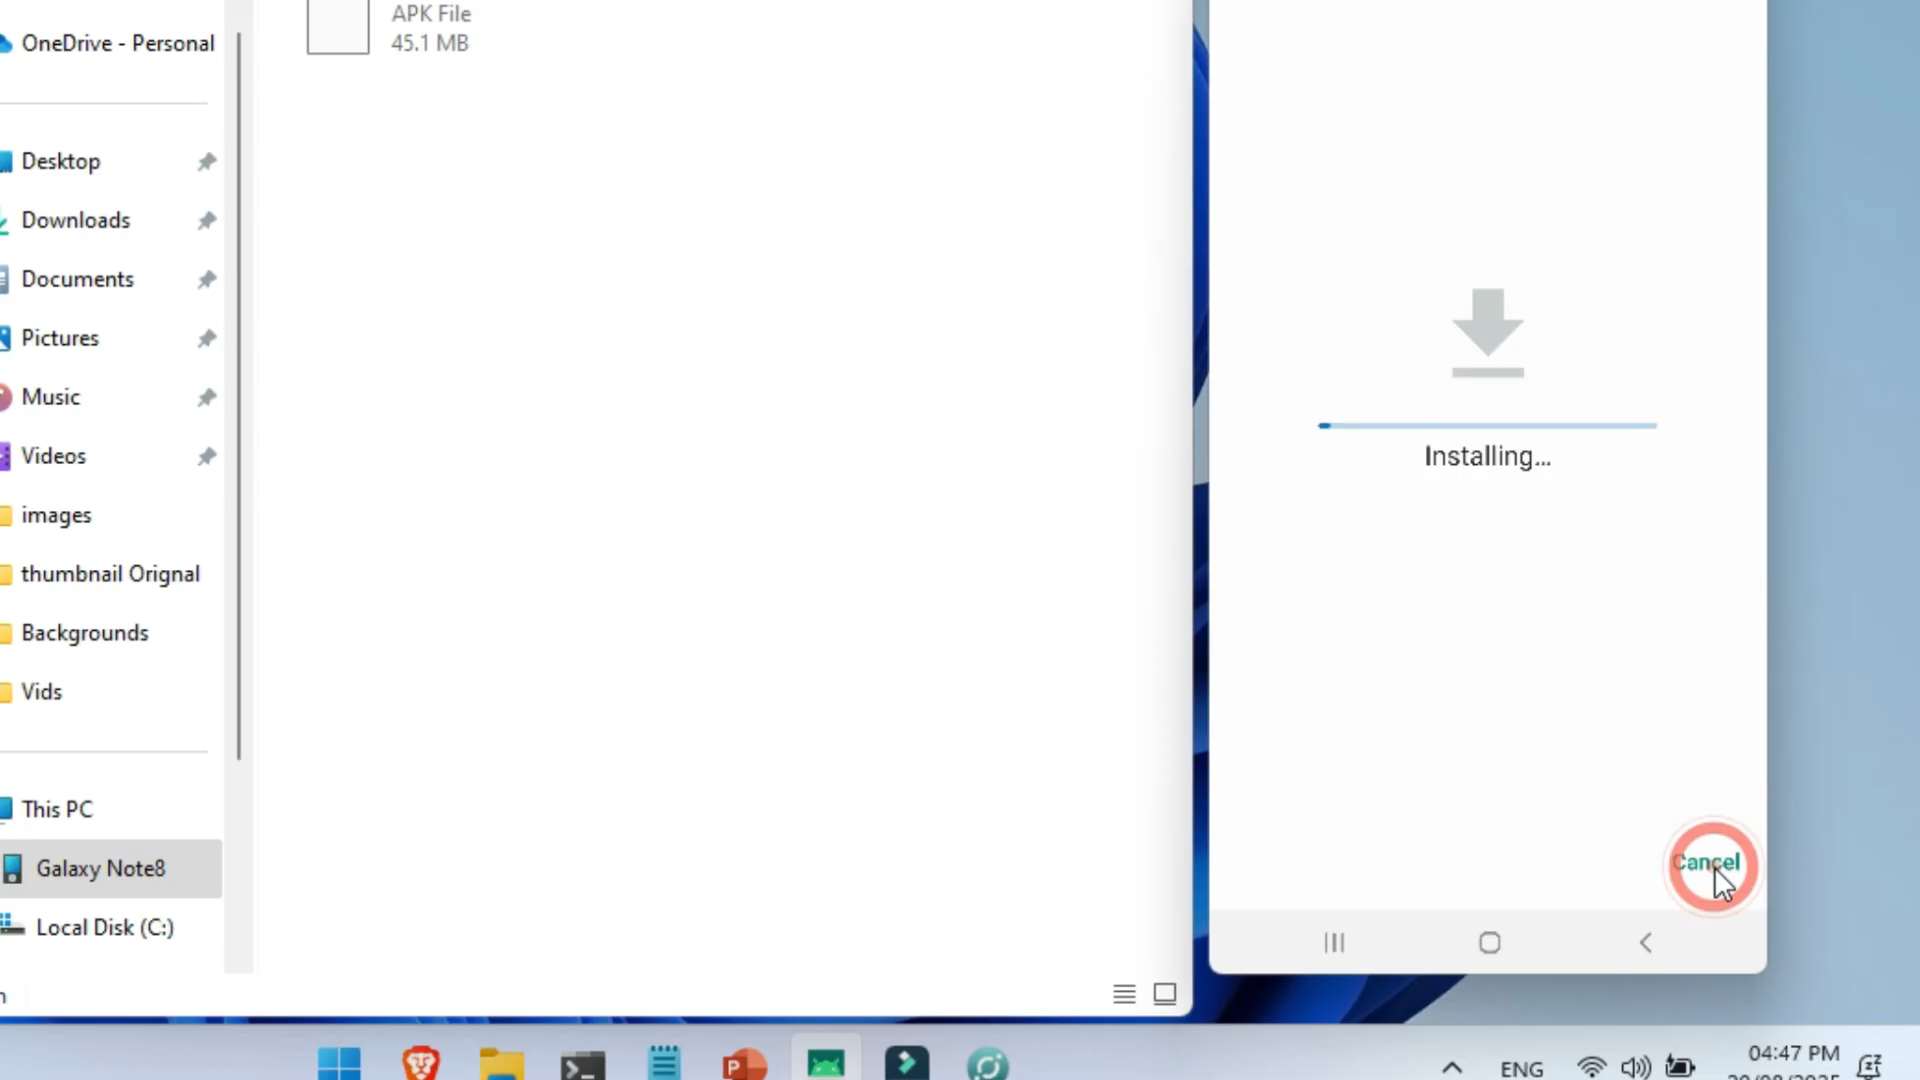 APK File
45.1 MB
OneDrive - Personal
Desktop
Downloads
Documents
Pictures
Music
Videos
images
thumbnail Orignal
Backgrounds
Vids
This PC
Galaxy Note8
Local Disk (C:)
Installing...
Cancel
ENG
04:47 PM